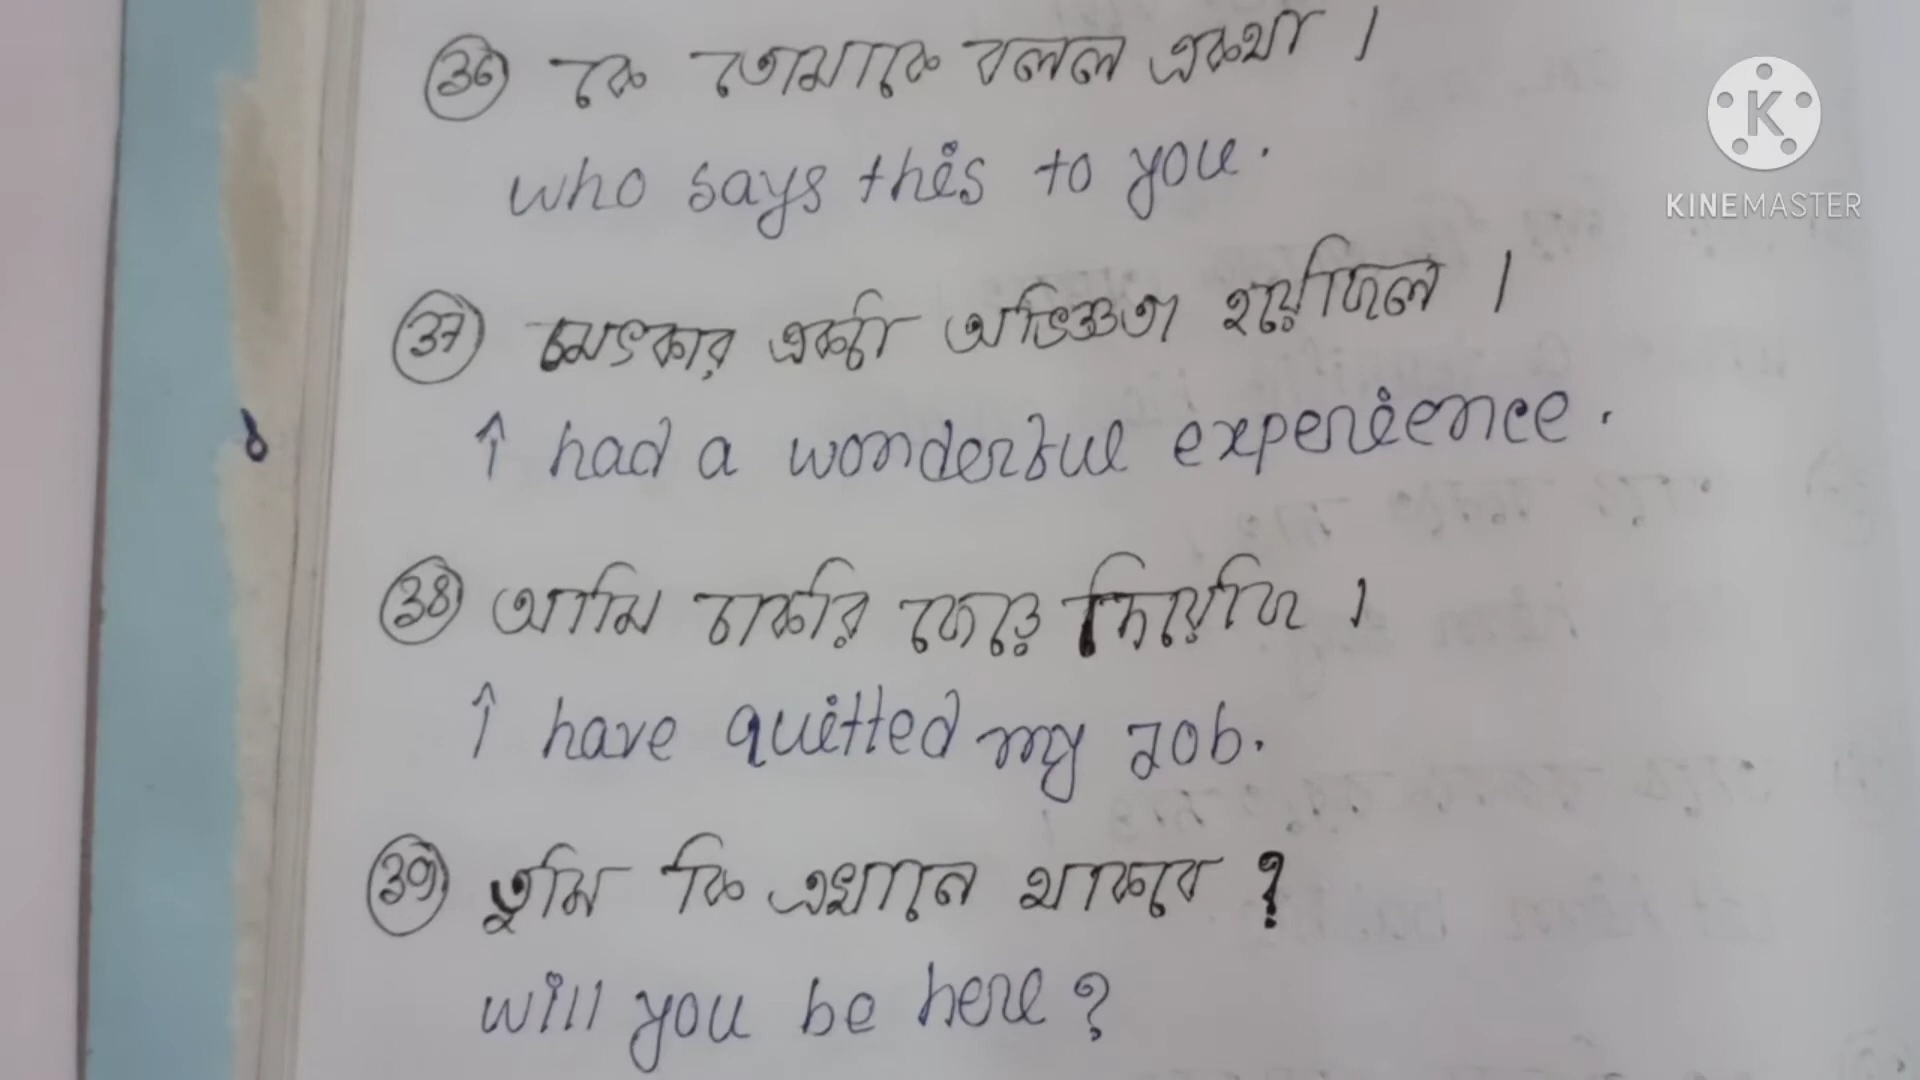 36 কে তোমাকে বলল একথা ।
who says this to you.
37 চমৎকার একটা অভিজ্ঞতা হয়েছিল ।
I had a wonderful experience.
38 আমি চাকরি ছেড়ে দিয়েছি ।
I have quitted my Job.
39 তুমি কি এখানে থাকবে ?
will you be here?
K
KINEMASTER